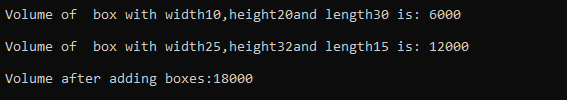 Volume of  box with width10,height20and length30 is: 6000
Volume of  box with width25,height32and length15 is: 12000
Volume after adding boxes:18000